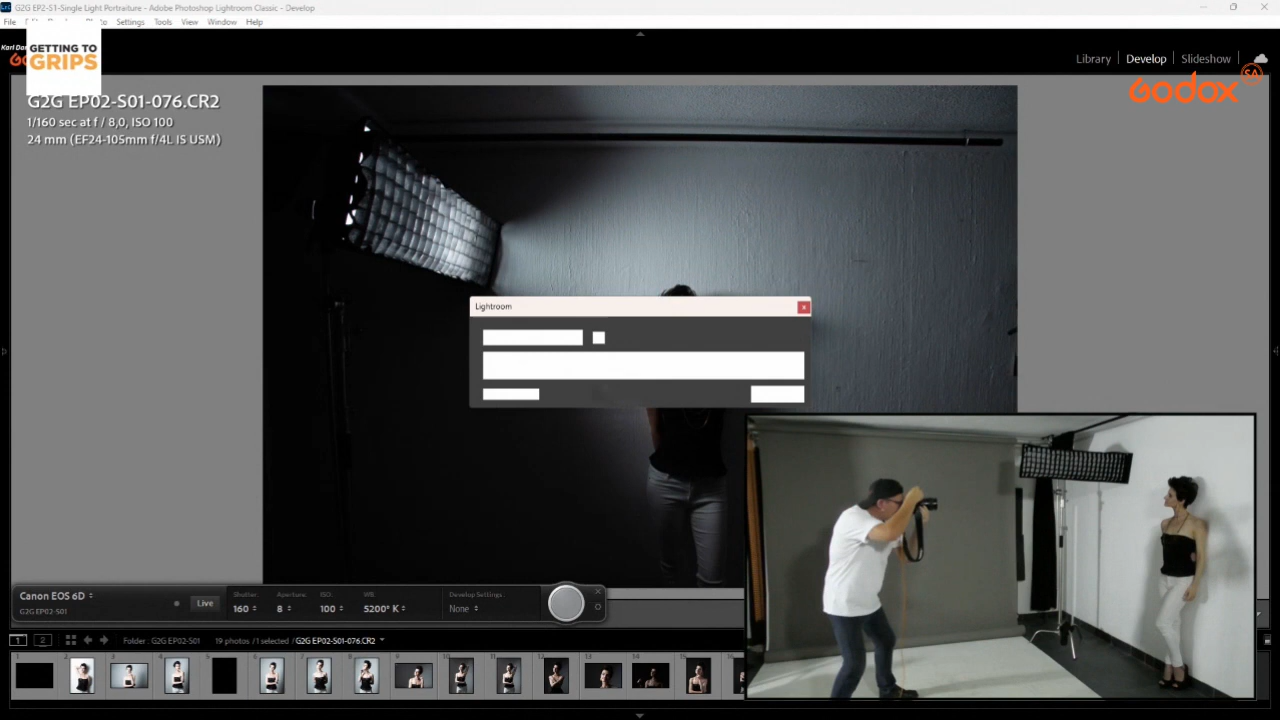 G2G EP2-S1-Single Light Portraiture - Adobe Photoshop Lightroom Classic - Develop
File
Photo Settings Tools View Window Help
GETTING TO
GRIPS
Library Develop Slideshow
Godox SA
G2G EP02-S01-076.CR2
1/160 sec at f / 8,0, ISO 100
24 mm (EF24-105mm f/4L IS USM)
Lightroom
Canon EOS 6D
G2G EP02-S01
Live
Shutter: Aperture: ISO: WB: Develop Settings:
160 8 100 5200° K None
1 2 Folder : G2G EP02-S01 19 photos / 1 selected / G2G EP02-S01-076.CR2